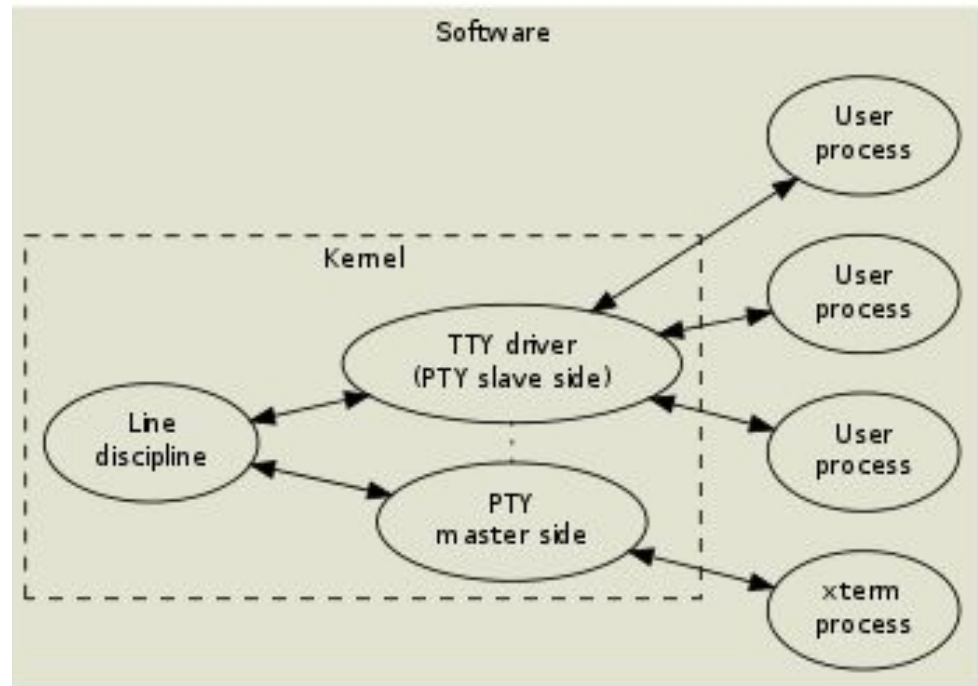 Software
User
process
Kernel
User
process
TTY driver
(PTY slave side)
Line
discipline
User
process
PTY
master side
xterm
process